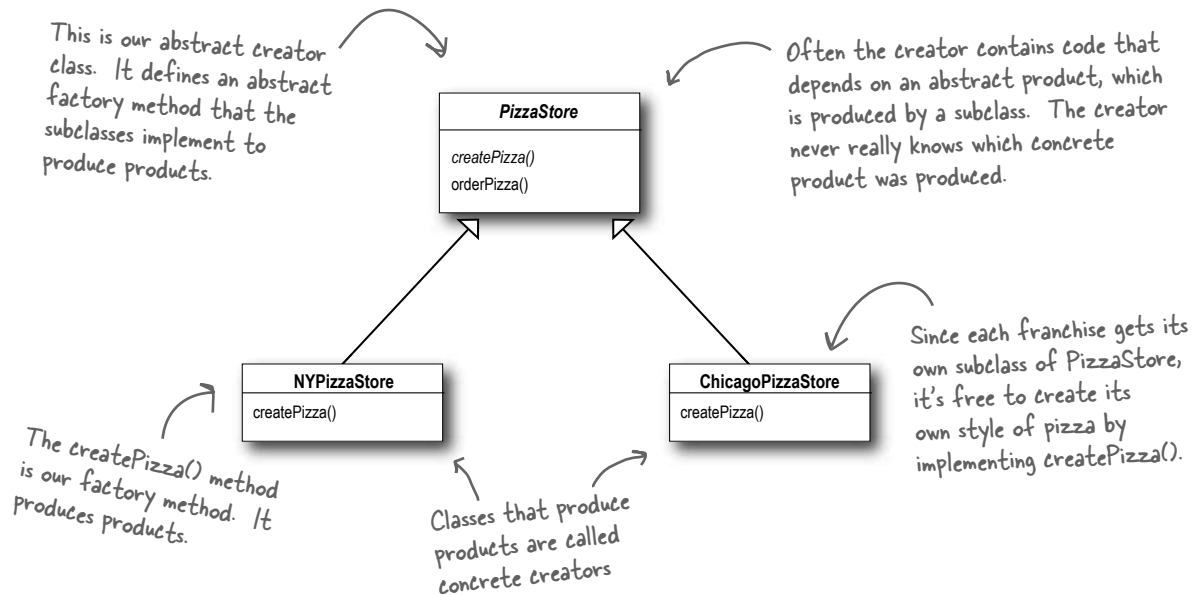 This is our abstract creator
class. It defines an abstract
factory method that the
subclasses implement to
produce products.
Often the creator contains code that
depends on an abstract product, which
is produced by a subclass. The creator
never really knows which concrete
product was produced.
PizzaStore
createPizza()
orderPizza()
NYPizzaStore
createPizza()
ChicagoPizzaStore
createPizza()
Since each franchise gets its
own subclass of PizzaStore,
it's free to create its
own style of pizza by
implementing createPizza().
The createPizza() method
is our factory method. It
produces products.
Classes that produce
products are called
concrete creators